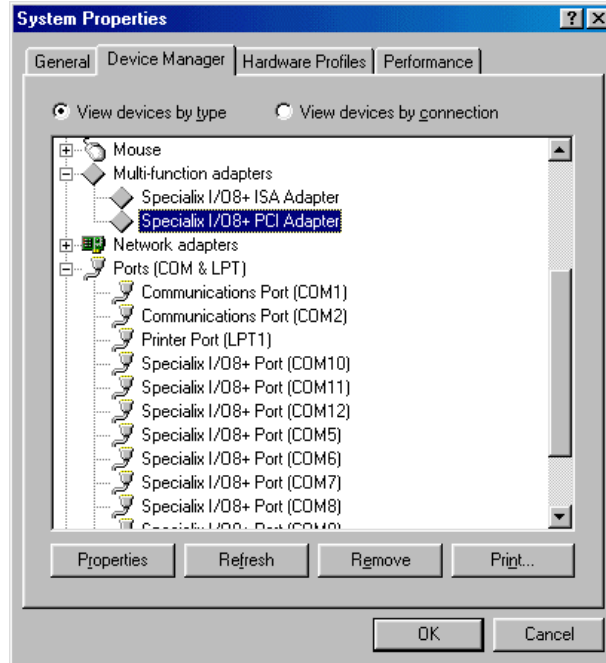 System Properties
General Device Manager Hardware Profiles Performance
View devices by type View devices by connection
Mouse
Multi-function adapters
Specialix I/O8+ ISA Adapter
Specialix I/O8+ PCI Adapter
Network adapters
Ports (COM & LPT)
Communications Port (COM1)
Communications Port (COM2)
Printer Port (LPT1)
Specialix I/O8+ Port (COM10)
Specialix I/O8+ Port (COM11)
Specialix I/O8+ Port (COM12)
Specialix I/O8+ Port (COM5)
Specialix I/O8+ Port (COM6)
Specialix I/O8+ Port (COM7)
Specialix I/O8+ Port (COM8)
Specialix I/O8+ Port (COM9)
Properties Refresh Remove Print...
OK Cancel